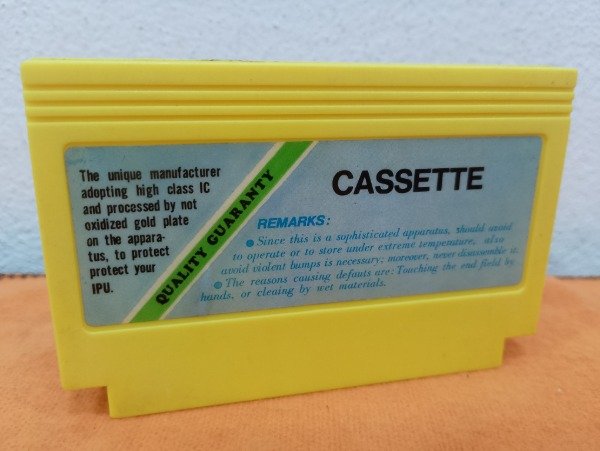 The unique manufacturer
adopting high class IC
and processed by not
oxidized gold plate
on the appara-
tus, to protect
protect your
IPU.
QUALITY GUARANTY
CASSETTE
REMARKS:
● Since this is a sophisticated apparatus, should avoid
to operate or to store under extreme temperature, also
avoid violent bumps is necessary: moreover, never disassemble it.
● The reasons causing defauts are: Touching the end field by
hands, or cleaing by wet materials.